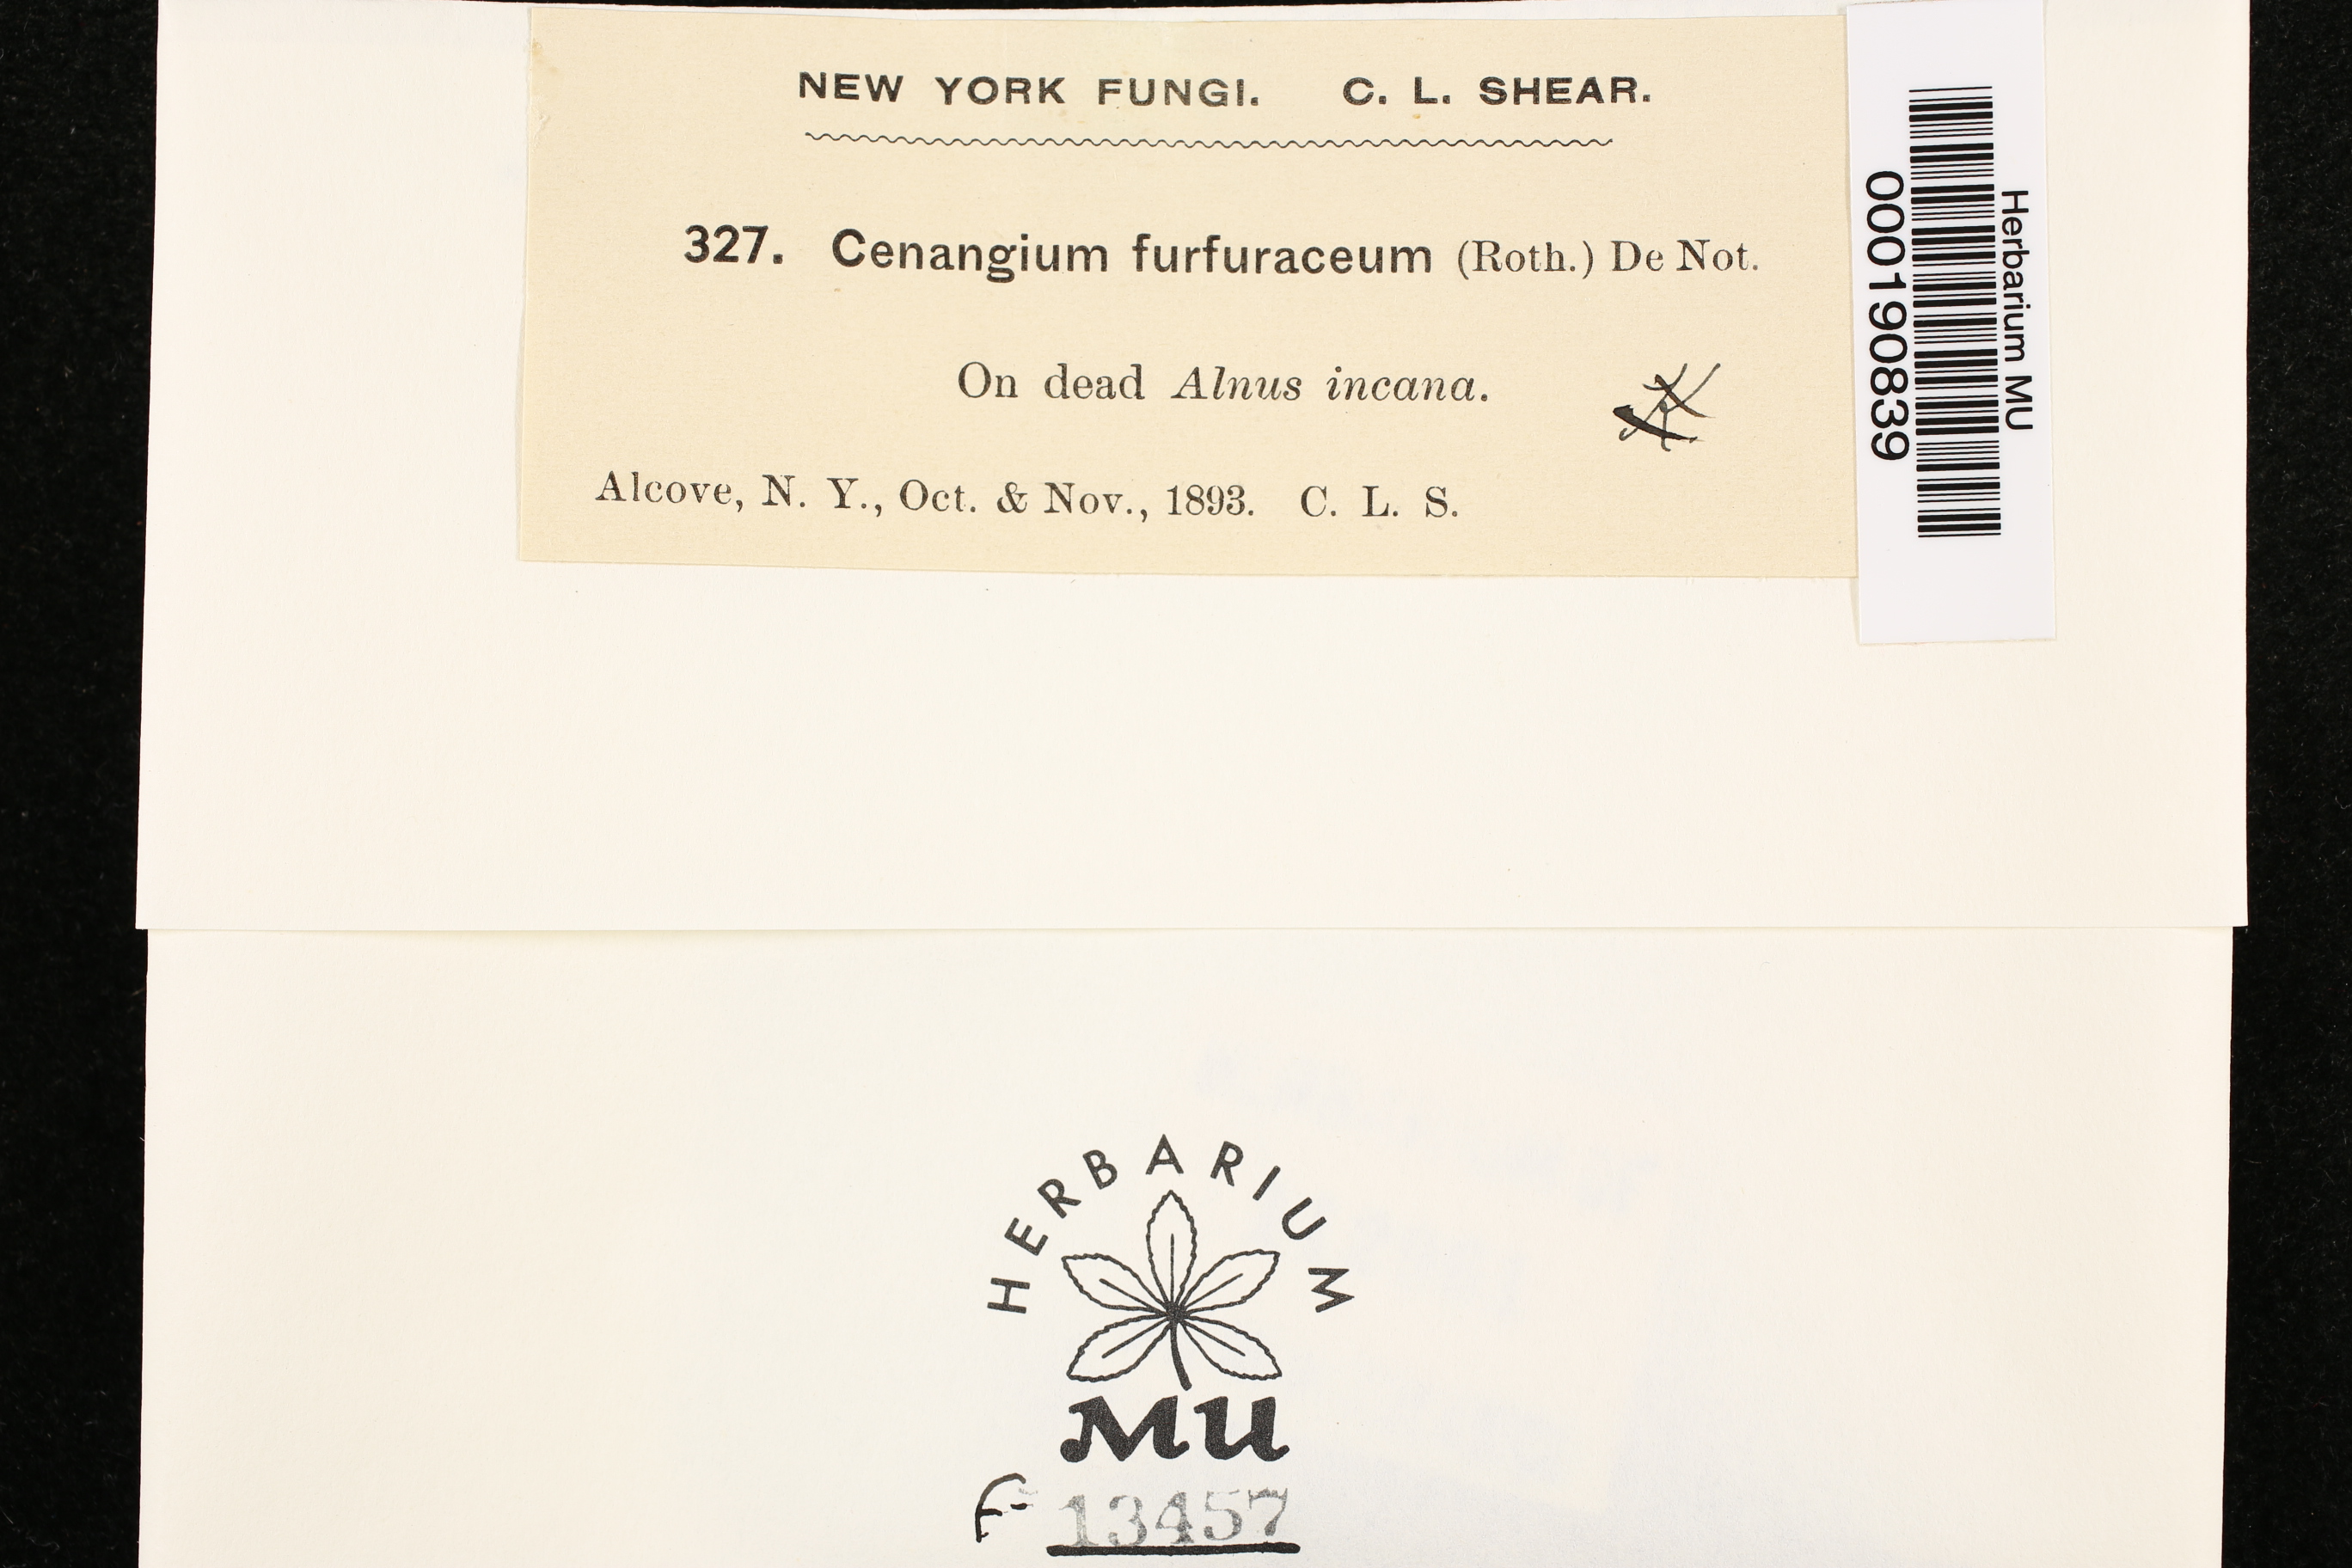 NEW YORK FUNGI. C. L. SHEAR.
327. Cenangium furfuraceum (Roth.) De Not.
On dead Alnus incana.
Alcove, N. Y., Oct. & Nov., 1893. C. L. S.
Herbarium MU
000190839
HERBARIUM
MU
F 13457